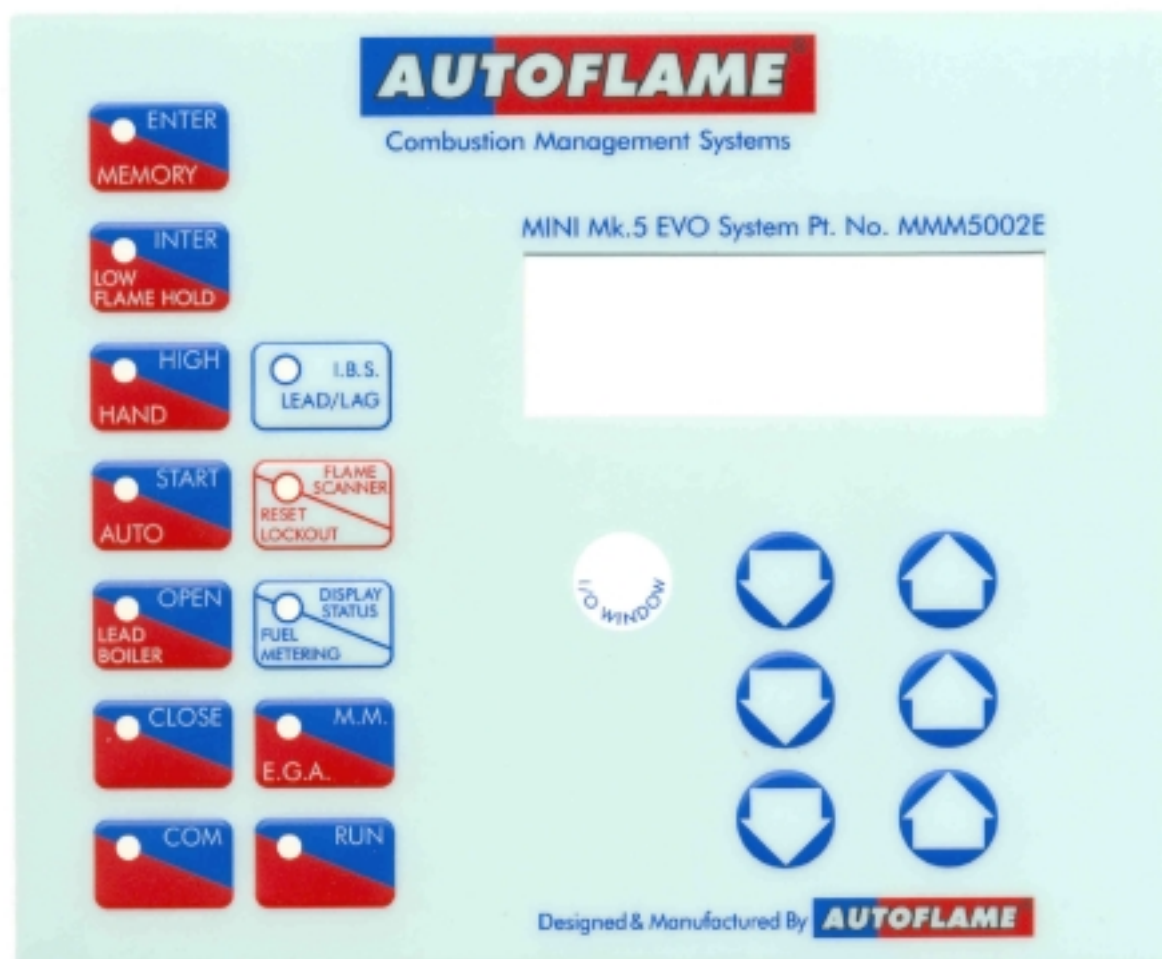 AUTOFLAME®
Combustion Management Systems
MINI Mk.5 EVO System Pt. No. MMM5002E
ENTER
MEMORY
INTER
LOW
FLAME HOLD
HIGH
HAND
I.B.S.
LEAD/LAG
START
AUTO
FLAME
SCANNER
RESET
LOCKOUT
OPEN
LEAD
BOILER
DISPLAY
STATUS
FUEL
METERING
CLOSE
M.M.
E.G.A.
COM
RUN
I/O WINDOW
Designed & Manufactured By AUTOFLAME